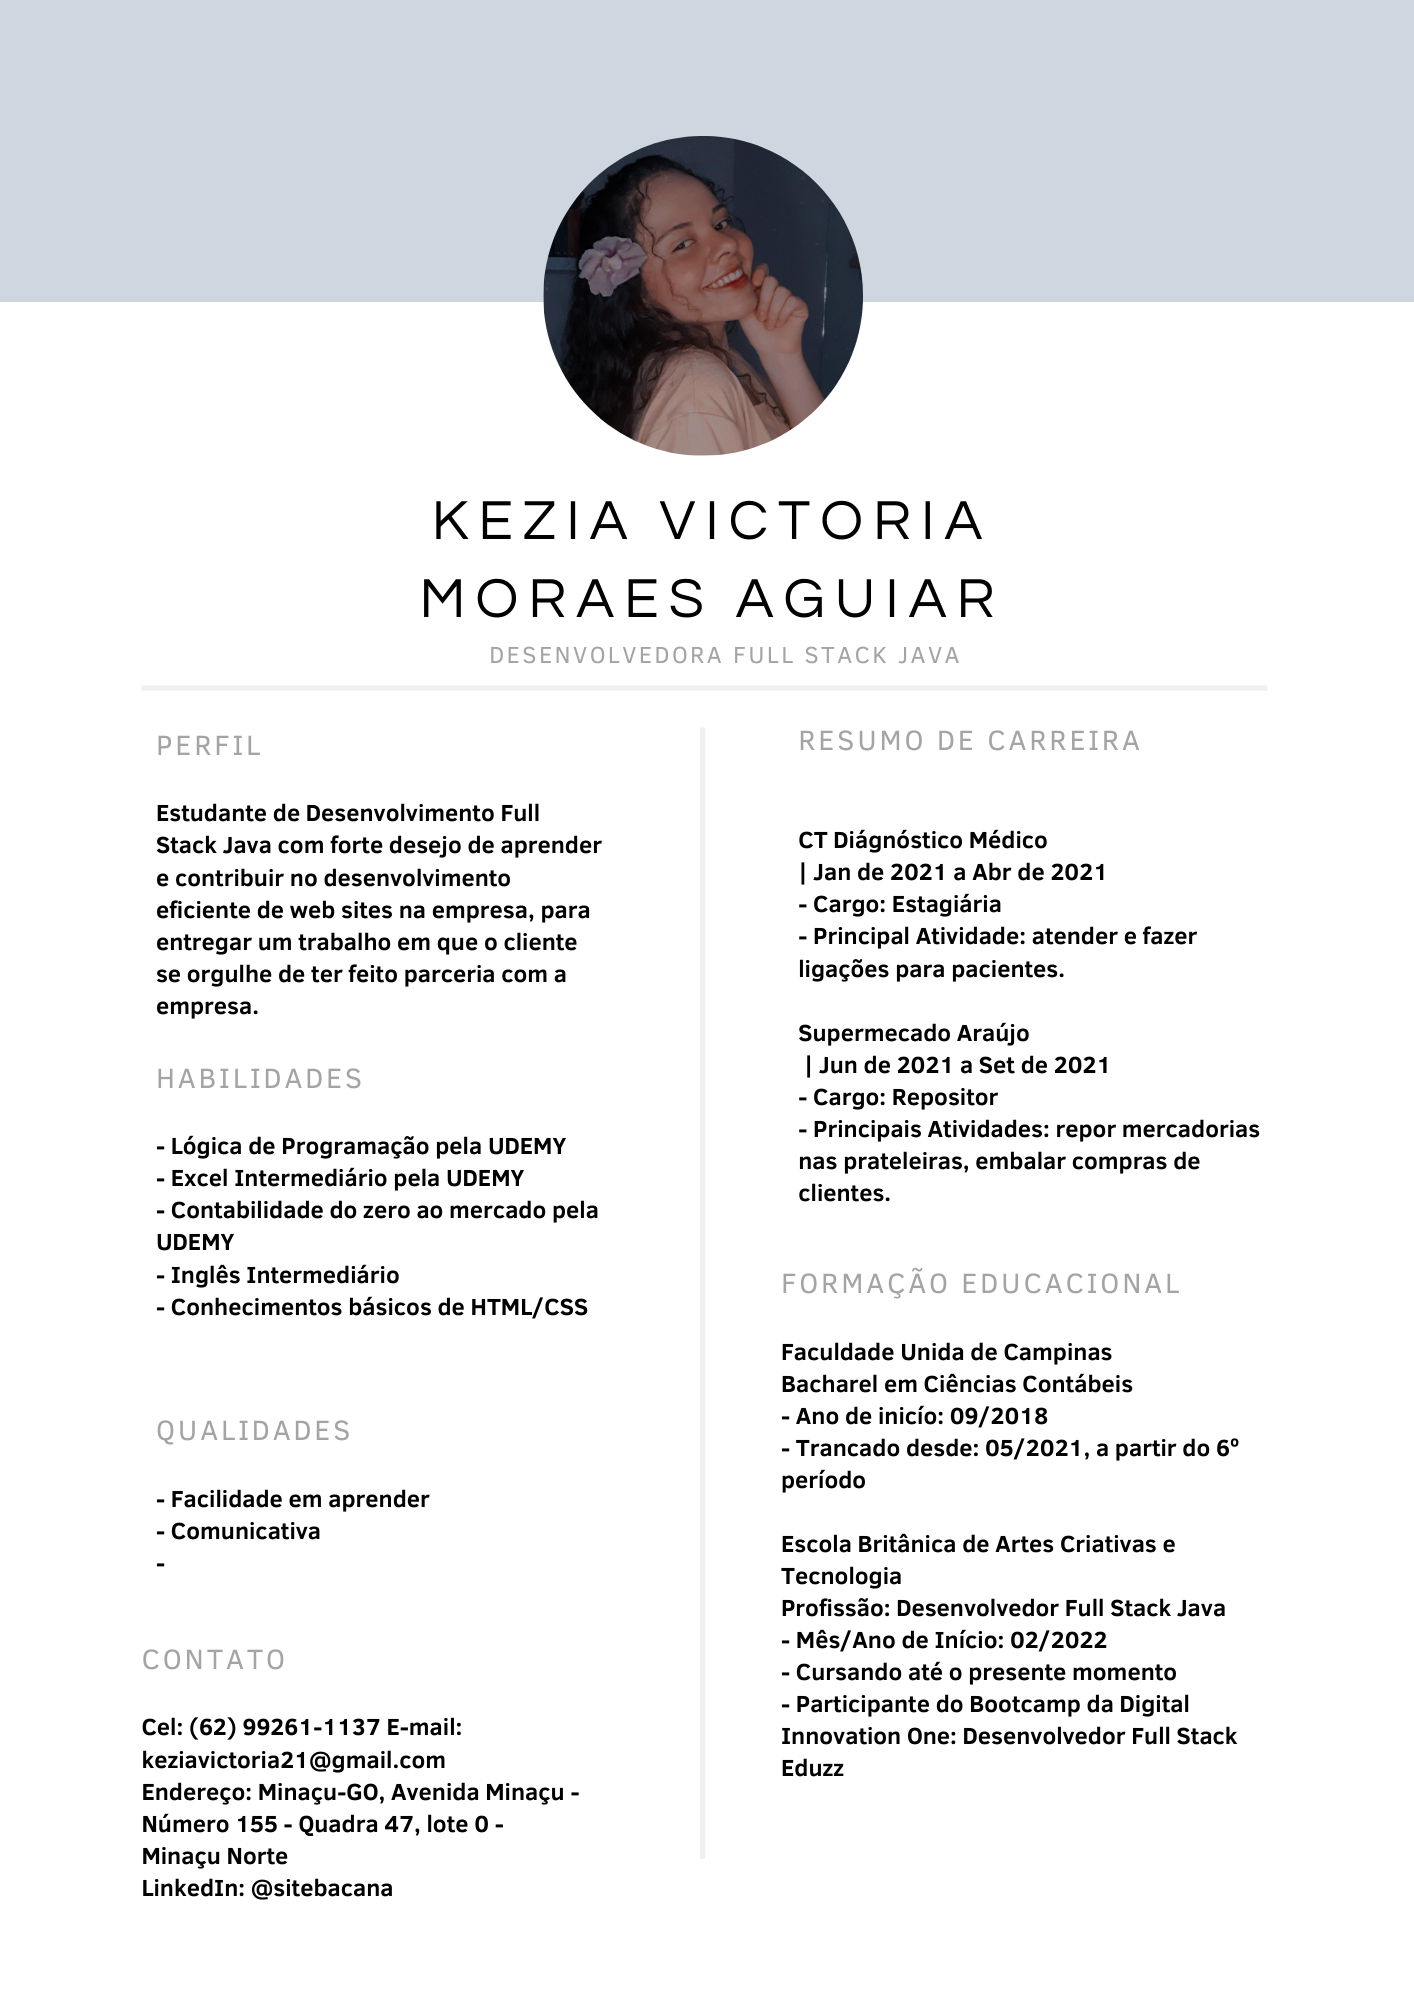 KEZIA VICTORIA
MORAES AGUIAR
DESENVOLVEDORA FULL STACK JAVA
PERFIL
Estudante de Desenvolvimento Full
Stack Java com forte desejo de aprender
e contribuir no desenvolvimento
eficiente de web sites na empresa, para
entregar um trabalho em que o cliente
se orgulhe de ter feito parceria com a
empresa.
HABILIDADES
- Lógica de Programação pela UDEMY
- Excel Intermediário pela UDEMY
- Contabilidade do zero ao mercado pela
UDEMY
- Inglês Intermediário
- Conhecimentos básicos de HTML/CSS
QUALIDADES
- Facilidade em aprender
- Comunicativa
-
CONTATO
Cel: (62) 99261-1137 E-mail:
keziavictoria21@gmail.com
Endereço: Minaçu-GO, Avenida Minaçu -
Número 155 - Quadra 47, lote 0 -
Minaçu Norte
LinkedIn: @sitebacana
RESUMO DE CARREIRA
CT Diágnóstico Médico
| Jan de 2021 a Abr de 2021
- Cargo: Estagiária
- Principal Atividade: atender e fazer
ligações para pacientes.
Supermecado Araújo
| Jun de 2021 a Set de 2021
- Cargo: Repositor
- Principais Atividades: repor mercadorias
nas prateleiras, embalar compras de
clientes.
FORMAÇÃO EDUCACIONAL
Faculdade Unida de Campinas
Bacharel em Ciências Contábeis
- Ano de inicío: 09/2018
- Trancado desde: 05/2021, a partir do 6º
período
Escola Britânica de Artes Criativas e
Tecnologia
Profissão: Desenvolvedor Full Stack Java
- Mês/Ano de Início: 02/2022
- Cursando até o presente momento
- Participante do Bootcamp da Digital
Innovation One: Desenvolvedor Full Stack
Eduzz